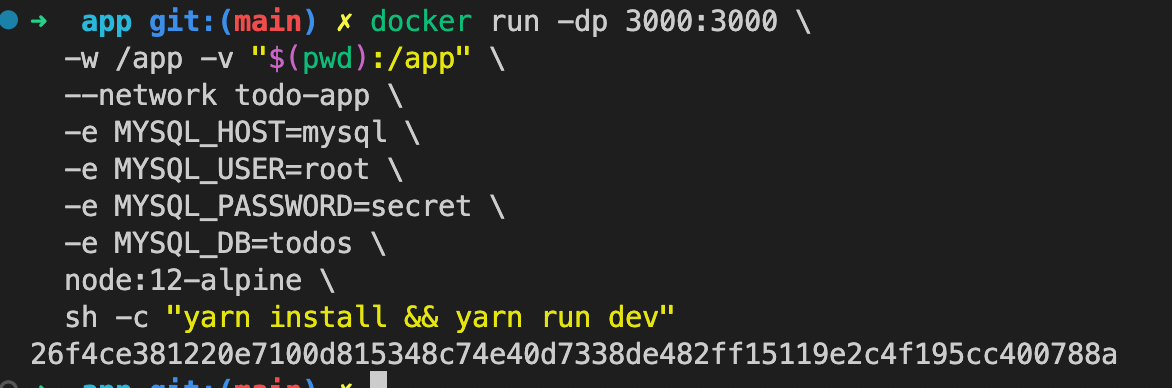 ➜ app git:(main) ✗ docker run -dp 3000:3000 \
-w /app -v "$(pwd):/app" \
--network todo-app \
-e MYSQL_HOST=mysql \
-e MYSQL_USER=root \
-e MYSQL_PASSWORD=secret \
-e MYSQL_DB=todos \
node:12-alpine \
sh -c "yarn install && yarn run dev"
26f4ce381220e7100d815348c74e40d7338de482ff15119e2c4f195cc400788a
➜ app git:(main) ✗